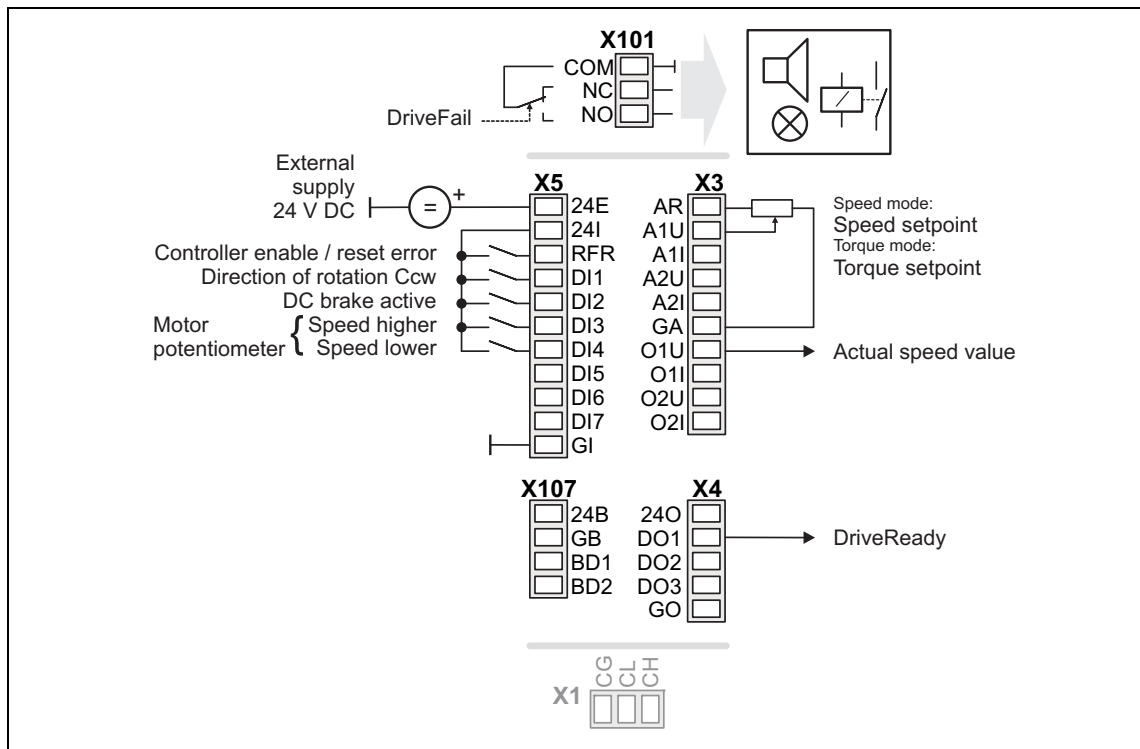 X101
COM
NC
NO
DriveFail
External
supply
24 V DC
=
+
X5
24E
24I
RFR
DI1
DI2
DI3
DI4
DI5
DI6
DI7
GI
Controller enable / reset error
Direction of rotation Ccw
DC brake active
Motor
potentiometer
{
Speed higher
Speed lower
X3
AR
A1U
A1I
A2U
A2I
GA
O1U
O1I
O2U
O2I
Speed mode:
Speed setpoint
Torque mode:
Torque setpoint
Actual speed value
X107
24B
GB
BD1
BD2
X4
24O
DO1
DO2
DO3
GO
DriveReady
X1
CG
CL
CH